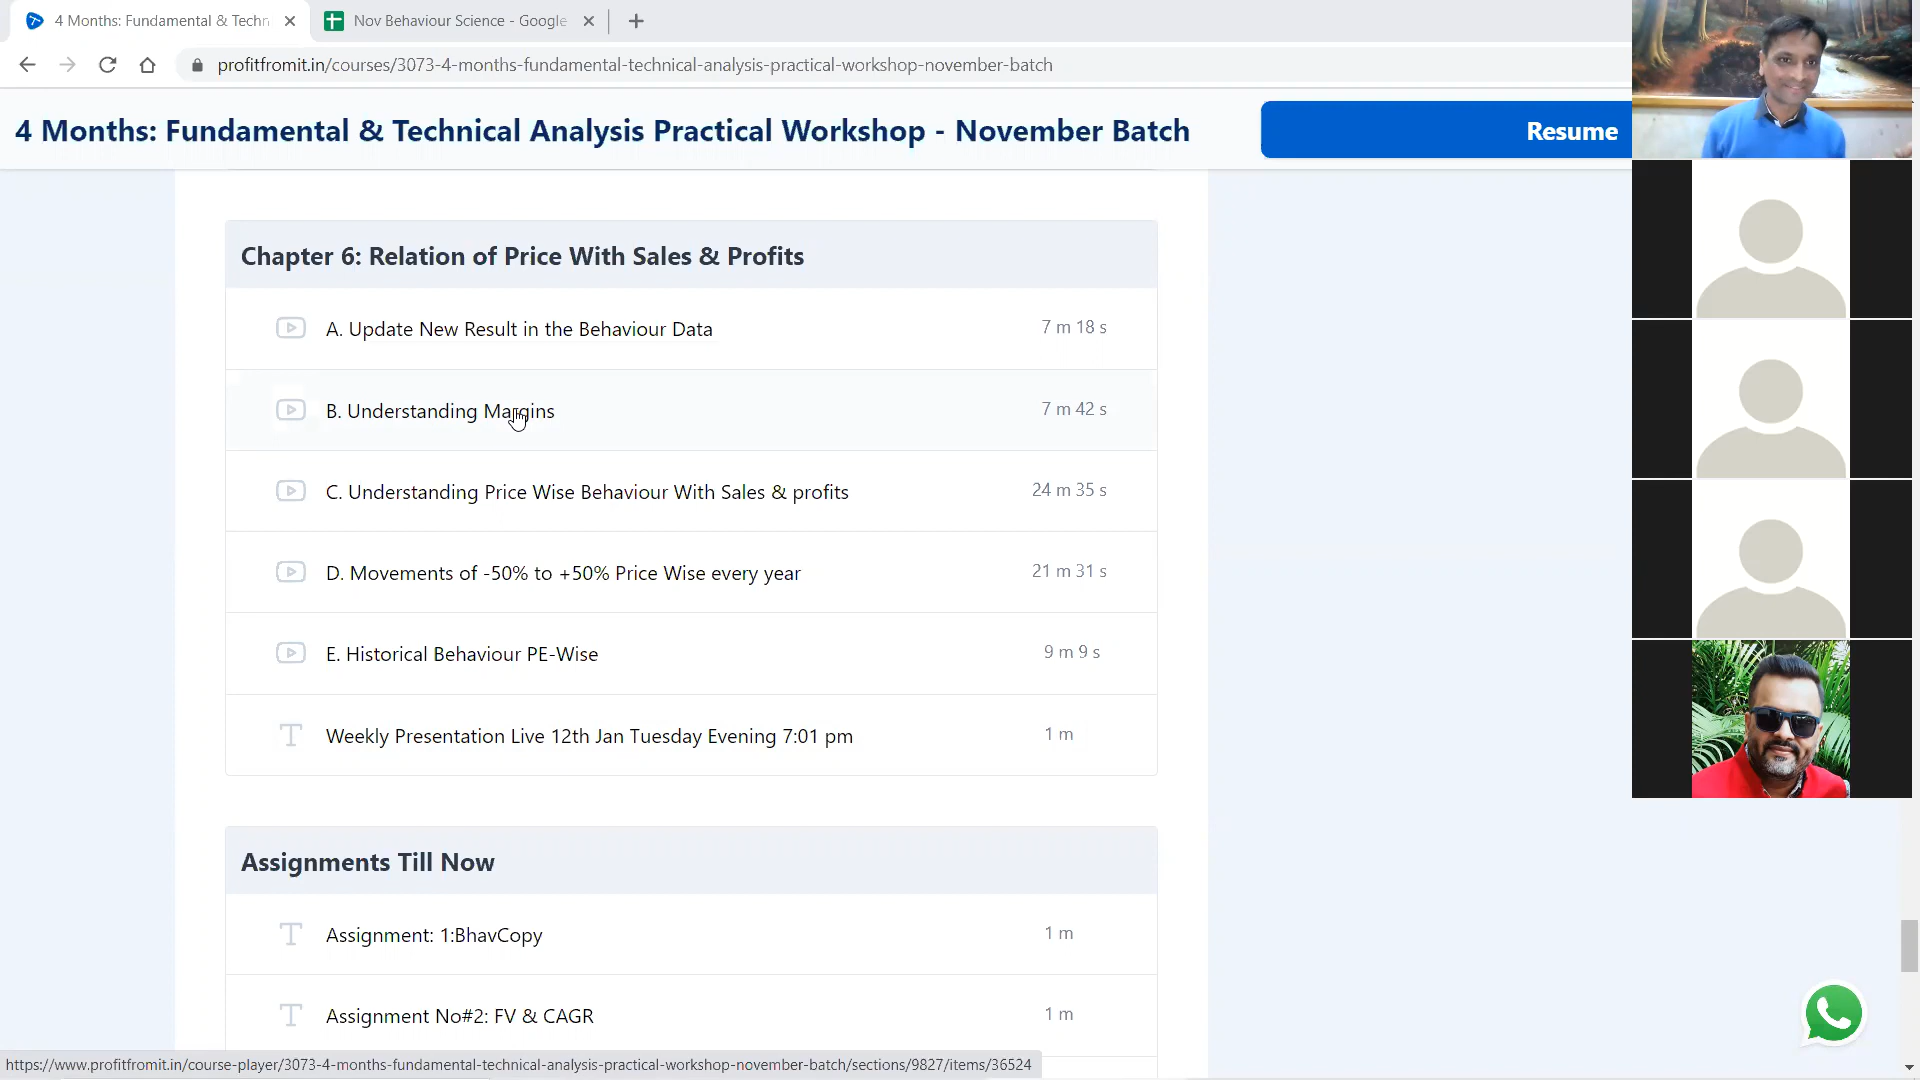 4 Months: Fundamental & Techn
Nov Behaviour Science - Google
profitfromit.in/courses/3073-4-months-fundamental-technical-analysis-practical-workshop-november-batch
4 Months: Fundamental & Technical Analysis Practical Workshop - November Batch
Resume
Chapter 6: Relation of Price With Sales & Profits
A. Update New Result in the Behaviour Data
7 m 18 s
B. Understanding Margins
7 m 42 s
C. Understanding Price Wise Behaviour With Sales & profits
24 m 35 s
D. Movements of -50% to +50% Price Wise every year
21 m 31 s
E. Historical Behaviour PE-Wise
9 m 9 s
Weekly Presentation Live 12th Jan Tuesday Evening 7:01 pm
1 m
Assignments Till Now
Assignment: 1:BhavCopy
1 m
Assignment No#2: FV & CAGR
1 m
https://www.profitfromit.in/course-player/3073-4-months-fundamental-technical-analysis-practical-workshop-november-batch/sections/9827/items/36524